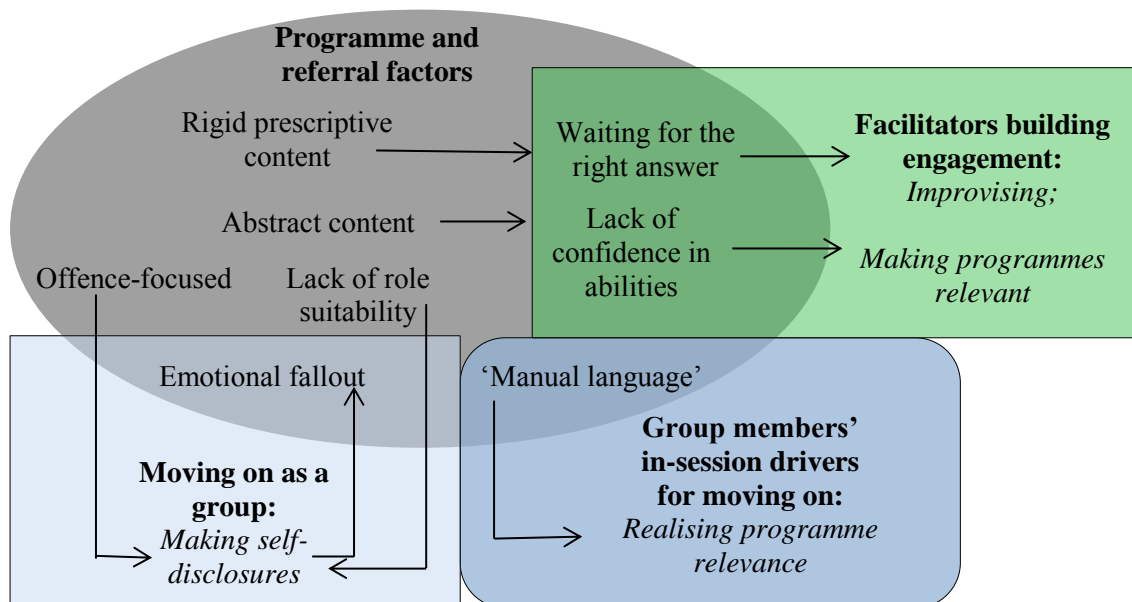 Programme and
referral factors
Rigid prescriptive
content
Waiting for the
right answer
Facilitators building
engagement:
Improvising;
Abstract content
Lack of
confidence in
abilities
Making programmes
relevant
Offence-focused
Lack of role
suitability
Emotional fallout
‘Manual language’
Moving on as a
group:
Making self-
disclosures
Group members’
in-session drivers
for moving on:
Realising programme
relevance